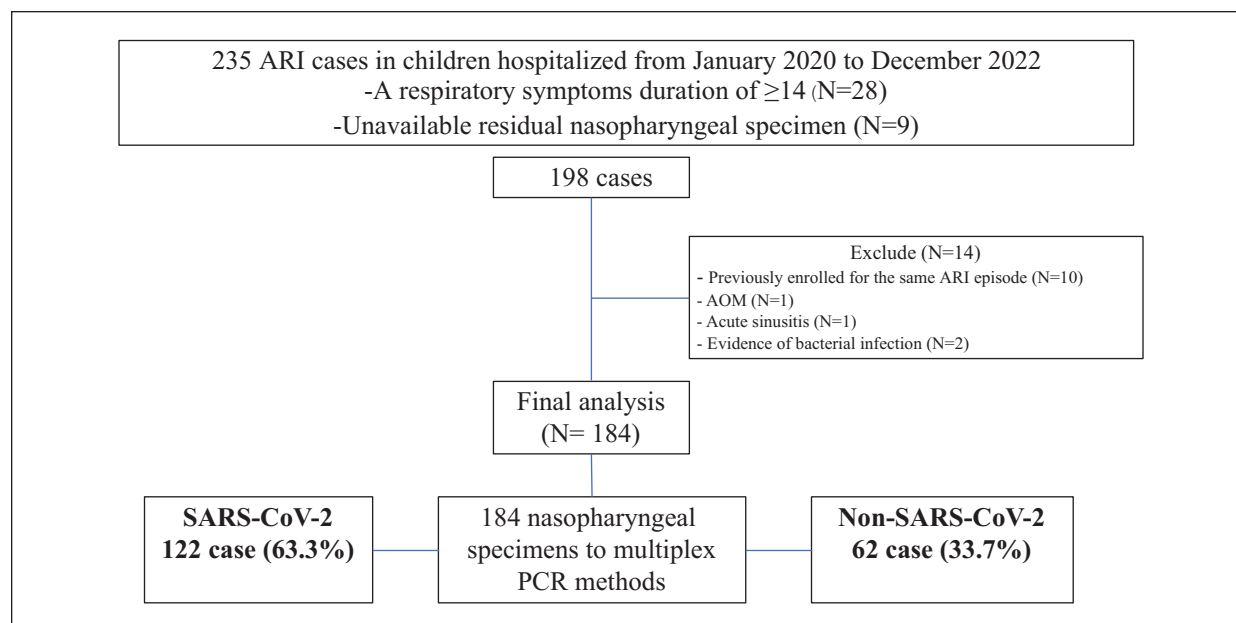 235 ARI cases in children hospitalized from January 2020 to December 2022
-A respiratory symptoms duration of ≥14 (N=28)
-Unavailable residual nasopharyngeal specimen (N=9)
198 cases
Exclude (N=14)
- Previously enrolled for the same ARI episode (N=10)
- AOM (N=1)
- Acute sinusitis (N=1)
- Evidence of bacterial infection (N=2)
Final analysis
(N= 184)
SARS-CoV-2
122 case (63.3%)
184 nasopharyngeal
specimens to multiplex
PCR methods
Non-SARS-CoV-2
62 case (33.7%)